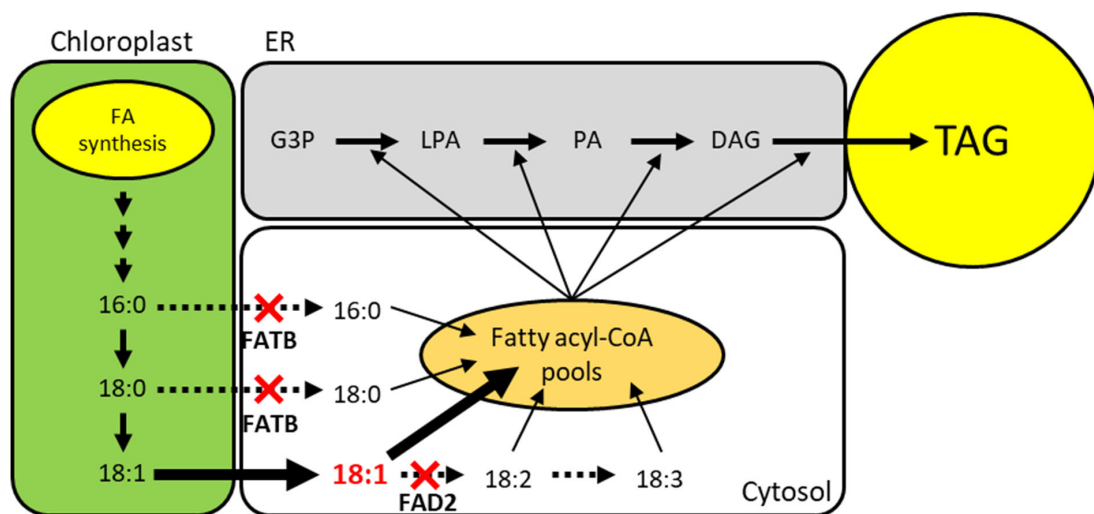 Chloroplast
ER
FA
synthesis
G3P
LPA
PA
DAG
TAG
16:0
16:0
FATB
Fatty acyl-CoA
pools
18:0
18:0
FATB
18:1
18:1
18:2
18:3
FAD2
Cytosol